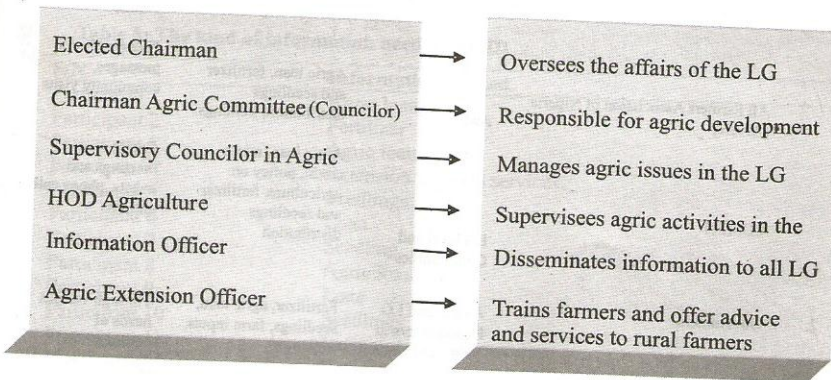 Elected Chairman
Oversees the affairs of the LG
Chairman Agric Committee (Councilor)
Responsible for agric development
Supervisory Councilor in Agric
Manages agric issues in the LG
HOD Agriculture
Supervisees agric activities in the
Information Officer
Disseminates information to all LG
Agric Extension Officer
Trains farmers and offer advice
and services to rural farmers